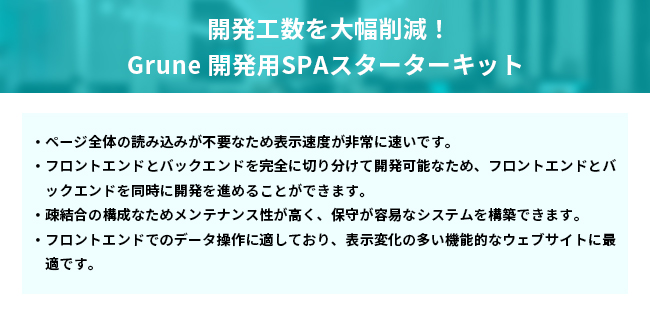 開発工数を大幅削減！
Grune 開発用SPAスターターキット
・ページ全体の読み込みが不要なため表示速度が非常に速いです。
・フロントエンドとバックエンドを完全に切り分けて開発可能なため、フロントエンドとバ
ックエンドを同時に開発を進めることができます。
・疎結合の構成なためメンテナンス性が高く、保守が容易なシステムを構築できます。
・フロントエンドでのデータ操作に適しており、表示変化の多い機能的なウェブサイトに最
適です。